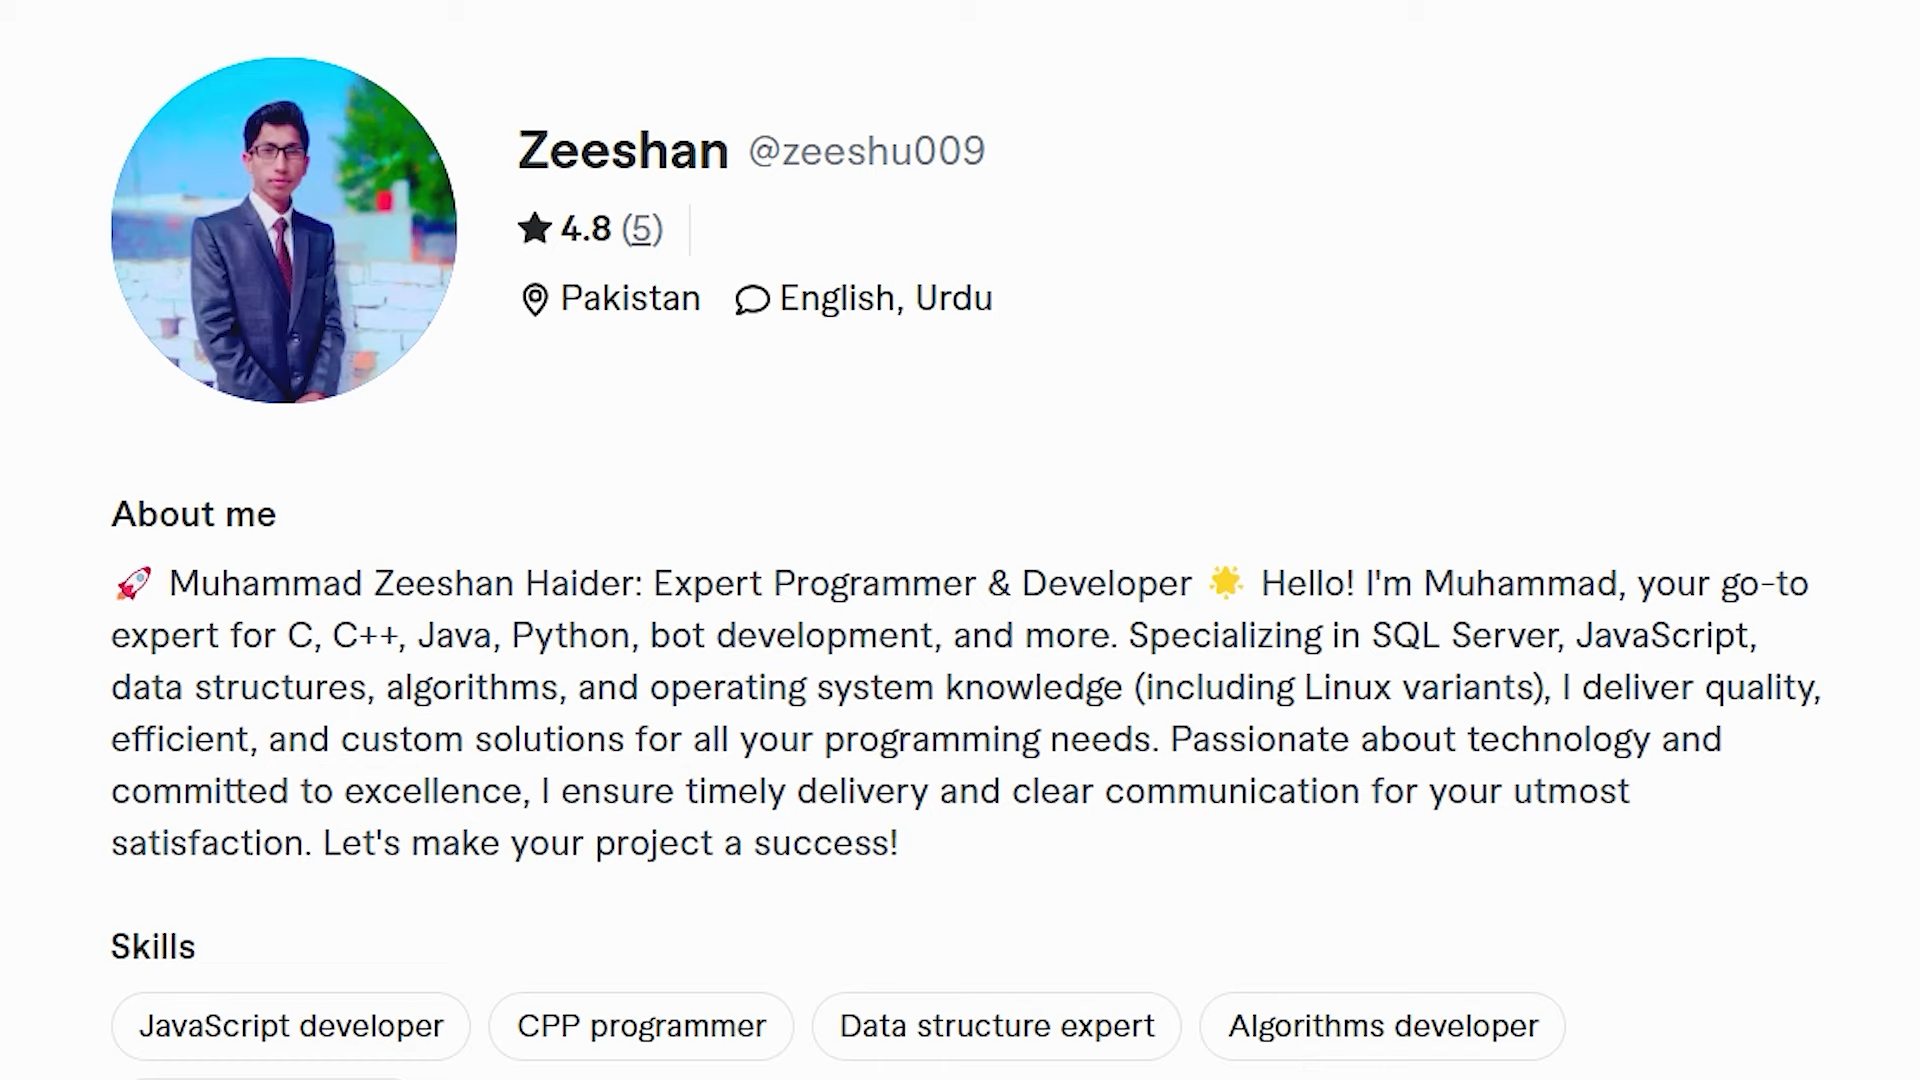 Zeeshan @zeeshu009
4.8 (5)
Pakistan English, Urdu
About me
🚀 Muhammad Zeeshan Haider: Expert Programmer & Developer 🌟 Hello! I'm Muhammad, your go-to
expert for C, C++, Java, Python, bot development, and more. Specializing in SQL Server, JavaScript,
data structures, algorithms, and operating system knowledge (including Linux variants), I deliver quality,
efficient, and custom solutions for all your programming needs. Passionate about technology and
committed to excellence, I ensure timely delivery and clear communication for your utmost
satisfaction. Let's make your project a success!
Skills
JavaScript developer CPP programmer Data structure expert Algorithms developer